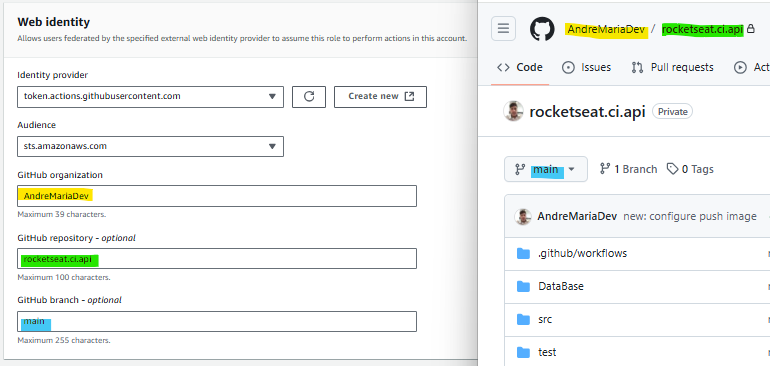 Web identity
Allows users federated by the specified external web identity provider to assume this role to perform actions in this account.
Identity provider
token.actions.githubusercontent.com
Create new
Audience
sts.amazonaws.com
GitHub organization
AndreMariaDev
Maximum 39 characters.
GitHub repository - optional
rocketseat.ci.api
Maximum 100 characters.
GitHub branch - optional
main
Maximum 255 characters.
AndreMariaDev / rocketseat.ci.api
Code Issues Pull requests
rocketseat.ci.api Private
main 1 Branch 0 Tags
AndreMariaDev new: configure push image
.github/workflows
DataBase
src
test